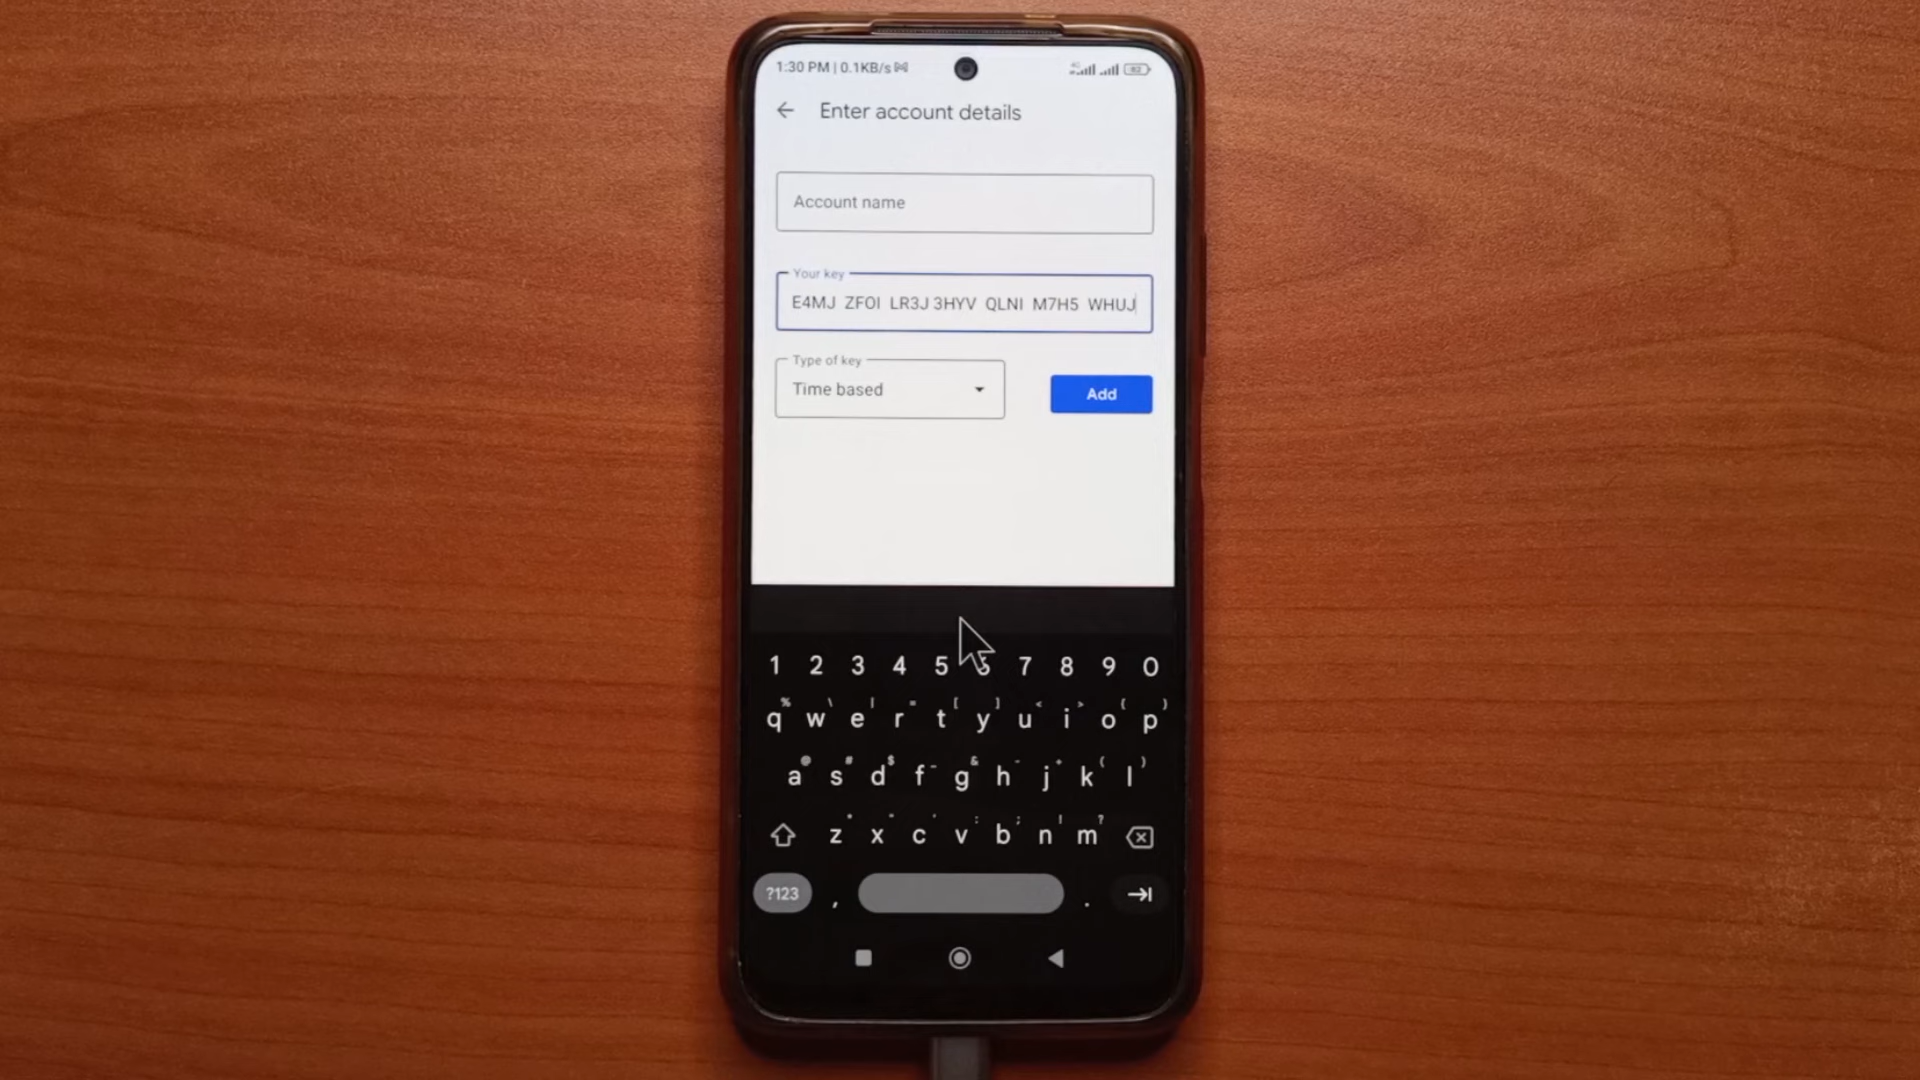 1:30 PM | 0.1KB/s
Enter account details
Account name
Your key
E4MJ ZFOI LR3J 3HYV QLNI M7H5 WHUJ
Type of key
Time based
Add
1 2 3 4 5 6 7 8 9 0
q w e r t y u i o p
a s d f g h j k l
z x c v b n m
?123 , .